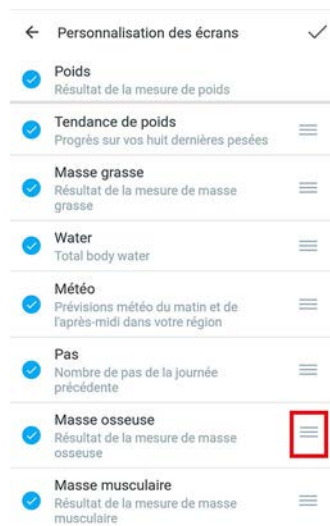 Personnalisation des écrans
Poids
Résultat de la mesure de poids
Tendance de poids
Progrès sur vos huit dernières pesées
Masse grasse
Résultat de la mesure de masse
grasse
Water
Total body water
Météo
Prévisions météo du matin et de
l'après-midi dans votre région
Pas
Nombre de pas de la journée
précédente
Masse osseuse
Résultat de la mesure de masse
osseuse
Masse musculaire
Résultat de la mesure de masse
musculaire